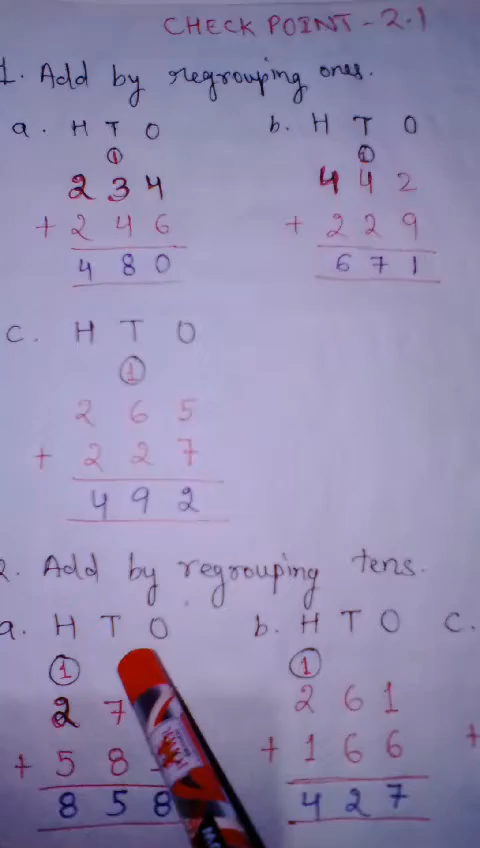 CHECK POINT - 2.1
1. Add by regrouping ones.
a. H T O
b. H T O
①
①
2 3 4
4 4 2
+ 2 4 6
+ 2 2 9
4 8 0
6 7 1
c. H T O
①
2 6 5
+ 2 2 7
4 9 2
2. Add by regrouping tens.
a. H T O
b. H T O
c.
①
①
2 7
2 6 1
+ 5 8
+ 1 6 6
+
8 5 8
4 2 7